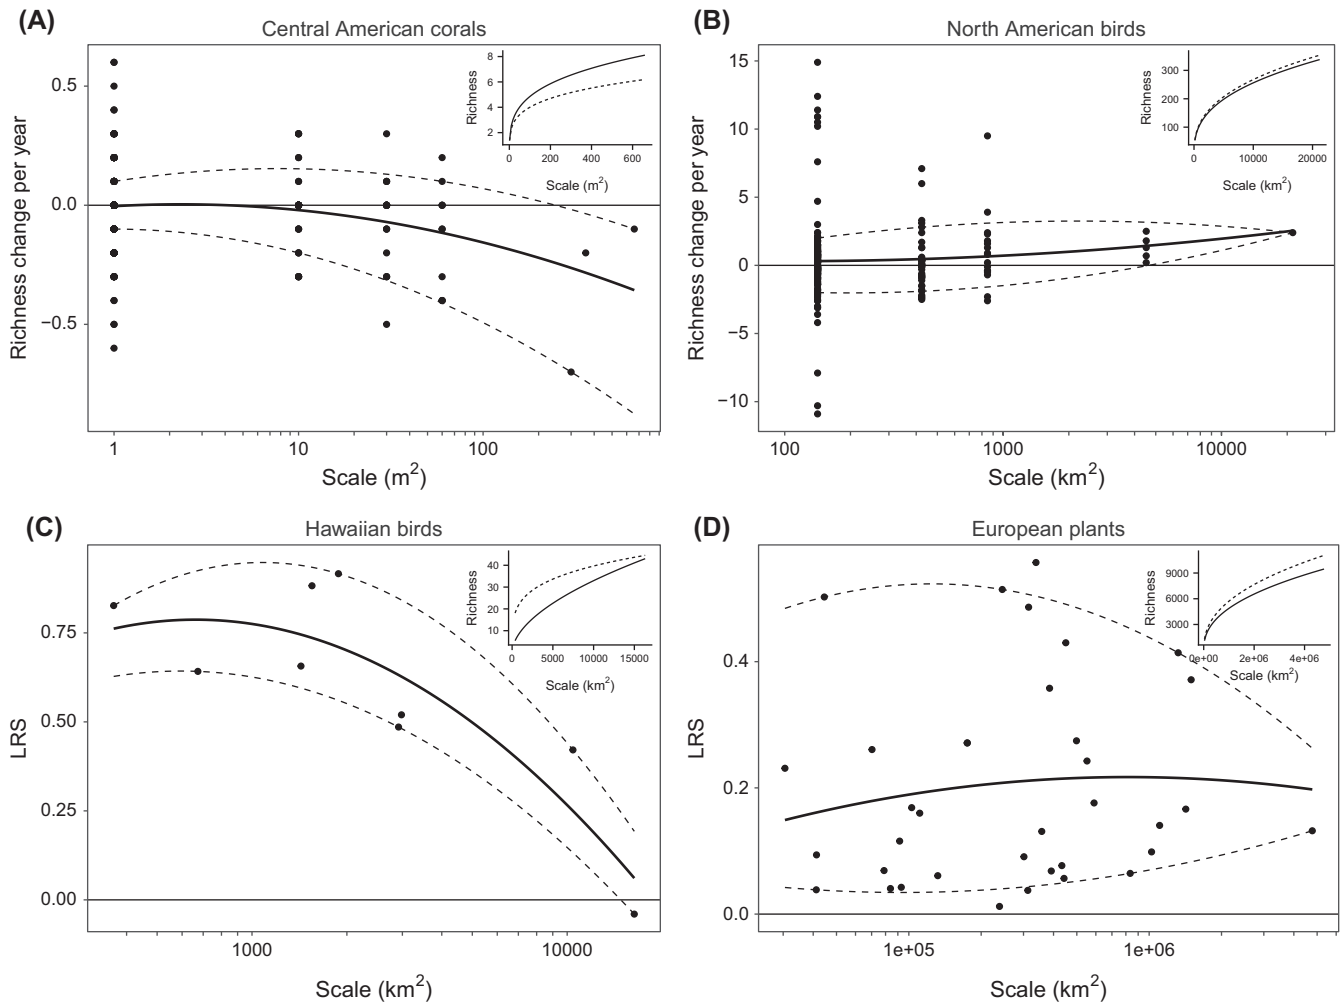 (A)
Central American corals
Richness change per year
0.5
0.0
−0.5
1
10
100
Scale (m²)
Richness
8
6
4
2
0
200
400
600
Scale (m²)
(B)
North American birds
Richness change per year
15
10
5
0
−5
−10
100
1000
10000
Scale (km²)
Richness
300
200
100
0
10000
20000
Scale (km²)
(C)
Hawaiian birds
LRS
0.75
0.50
0.25
0.00
1000
10000
Scale (km²)
Richness
40
30
20
10
0
5000
10000
15000
Scale (km²)
(D)
European plants
LRS
0.4
0.2
0.0
1e+05
1e+06
Scale (km²)
Richness
9000
6000
3000
0e+00
2e+06
4e+06
Scale (km²)